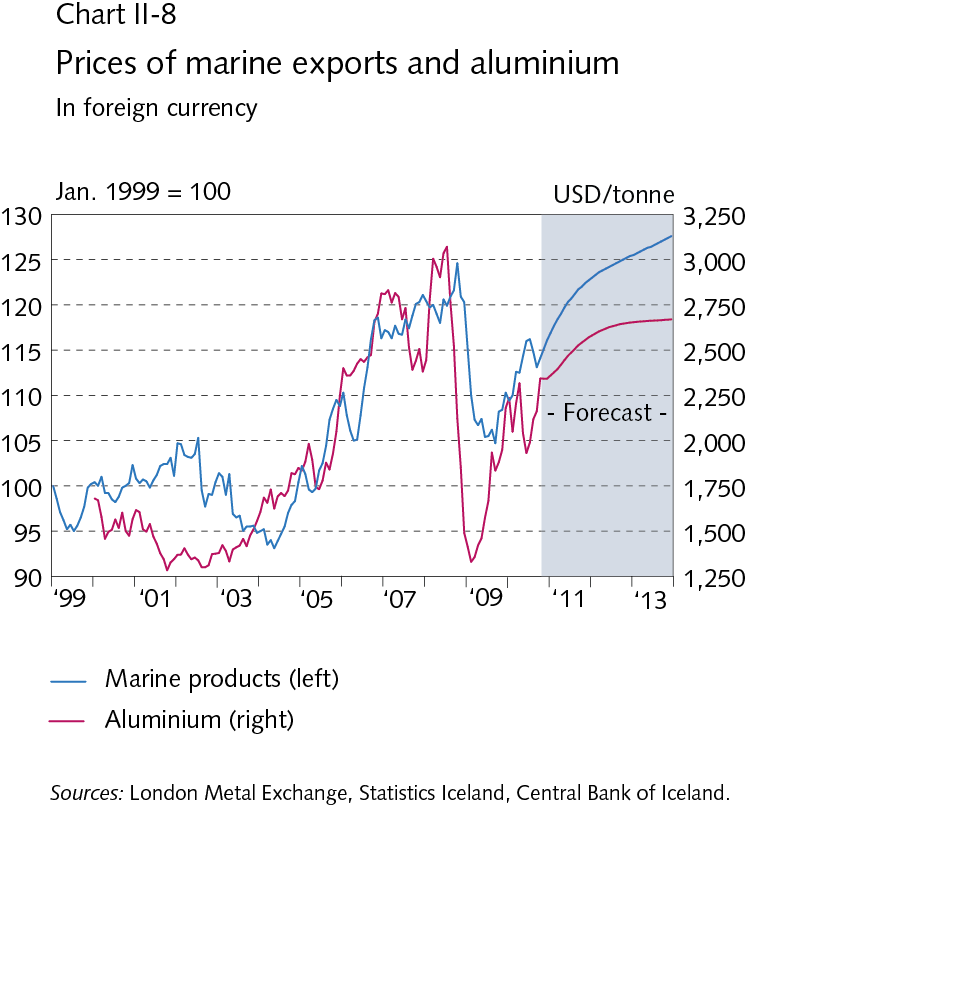 Chart II-8
Prices of marine exports and aluminium
In foreign currency
Jan. 1999 = 100
USD/tonne
130
125
120
115
110
105
100
95
90
3,250
3,000
2,750
2,500
2,250
2,000
1,750
1,500
1,250
- Forecast -
‘99 ‘01 ‘03 ‘05 ‘07 ‘09 ‘11 ‘13
Marine products (left)
Aluminium (right)
Sources: London Metal Exchange, Statistics Iceland, Central Bank of Iceland.